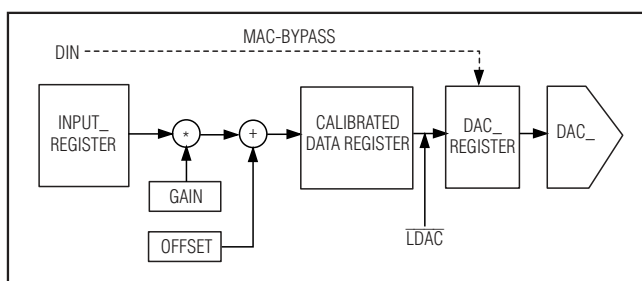 MAC-BYPASS
DIN
INPUT_
REGISTER
*
+
CALIBRATED
DATA REGISTER
DAC_
REGISTER
DAC_
GAIN
OFFSET
LDAC